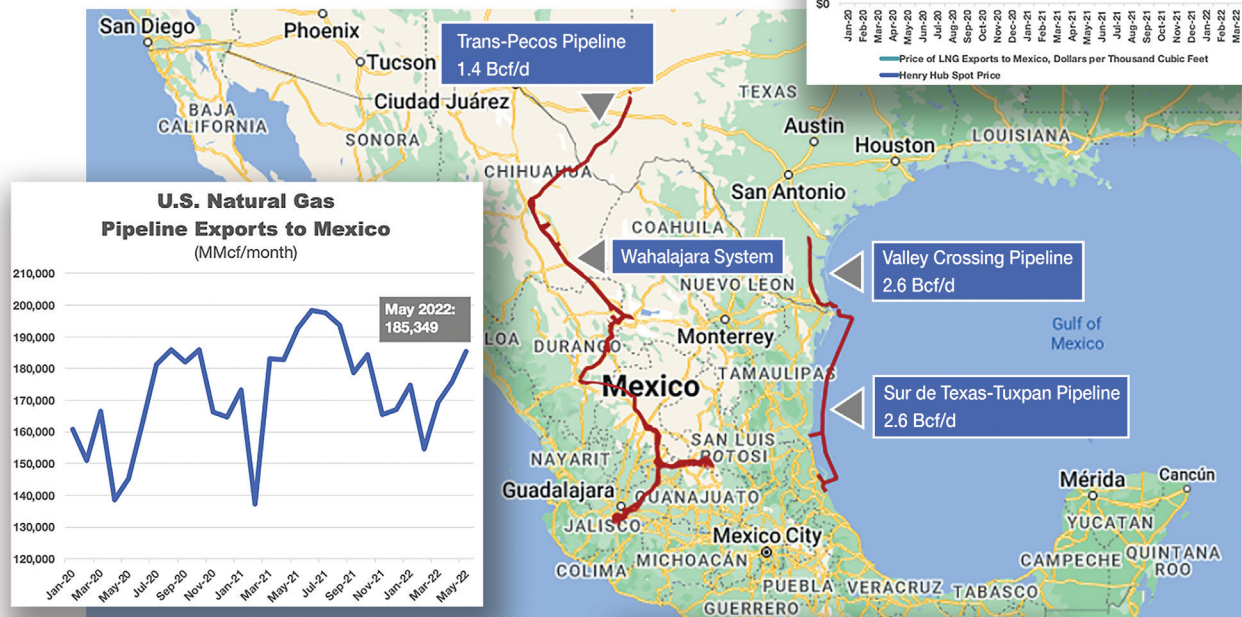 $0
Jan-20 Feb-20 Mar-20 Apr-20 May-20 Jun-20 Jul-20 Aug-20 Sep-20 Oct-20 Nov-20 Dec-20 Jan-21 Feb-21 Mar-21 Apr-21 May-21 Jun-21 Jul-21 Aug-21 Sep-21 Oct-21 Nov-21 Dec-21 Jan-22 Feb-22 Mar-22
Price of LNG Exports to Mexico, Dollars per Thousand Cubic Feet
Henry Hub Spot Price
San Diego
Phoenix
Tucson
Ciudad Juárez
BAJA
CALIFORNIA
SONORA
Trans-Pecos Pipeline
1.4 Bcf/d
TEXAS
Austin
Houston
LOUISIANA
San Antonio
CHIHUAHUA
COAHUILA
Wahalajara System
NUEVO LEON
Valley Crossing Pipeline
2.6 Bcf/d
Gulf of
Mexico
LOA
DURANGO
Monterrey
TAMAULIPAS
Mexico
Sur de Texas-Tuxpan Pipeline
2.6 Bcf/d
SAN LUIS
POTOSI
NAYARIT
Guadalajara
GUANAJUATO
JALISCO
Mexico City
COLIMA
MICHOACÁN
PUEBLA
VERACRUZ
TABASCO
GUERRERO
Mérida
Cancún
YUCATAN
CAMPECHE
QUINTANA
ROO
U.S. Natural Gas
Pipeline Exports to Mexico
(MMcf/month)
210,000
200,000
190,000
180,000
170,000
160,000
150,000
140,000
130,000
120,000
May 2022:
185,349
Jan-20 Mar-20 May-20 Jul-20 Sep-20 Nov-20 Jan-21 Mar-21 May-21 Jul-21 Sep-21 Nov-21 Jan-22 Mar-22 May-22